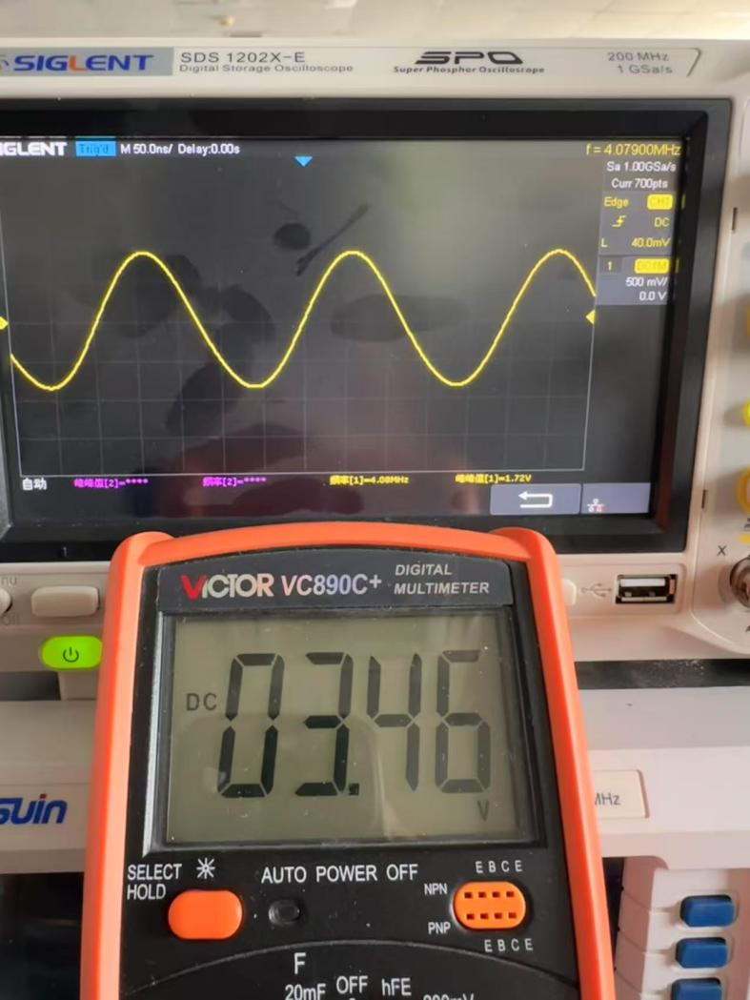 SIGLENT SDS 1202X-E SPO 200 MHz
Digital Storage Oscilloscope Super Phosphor Oscilloscope 1 GSa/s
IGLENT Trig'd M 50.0ns/ Delay:0.00s f = 4.07900MHz
Sa 1.00GSa/s
Curr 700pts
Edge CH1
DC
L 40.0mV
1 DC1M
500 mV/
0.0 V
自动 峰峰值[2]=**** 频率[2]=**** 频率[1]=4.08MHz 峰峰值[1]=1.72V
X
VICTOR VC890C+ DIGITAL
MULTIMETER
DC 03.46
V
Suin
MHz
SELECT
HOLD
AUTO POWER OFF
E B C E
NPN
PNP
E B C E
F
20mF OFF hFE